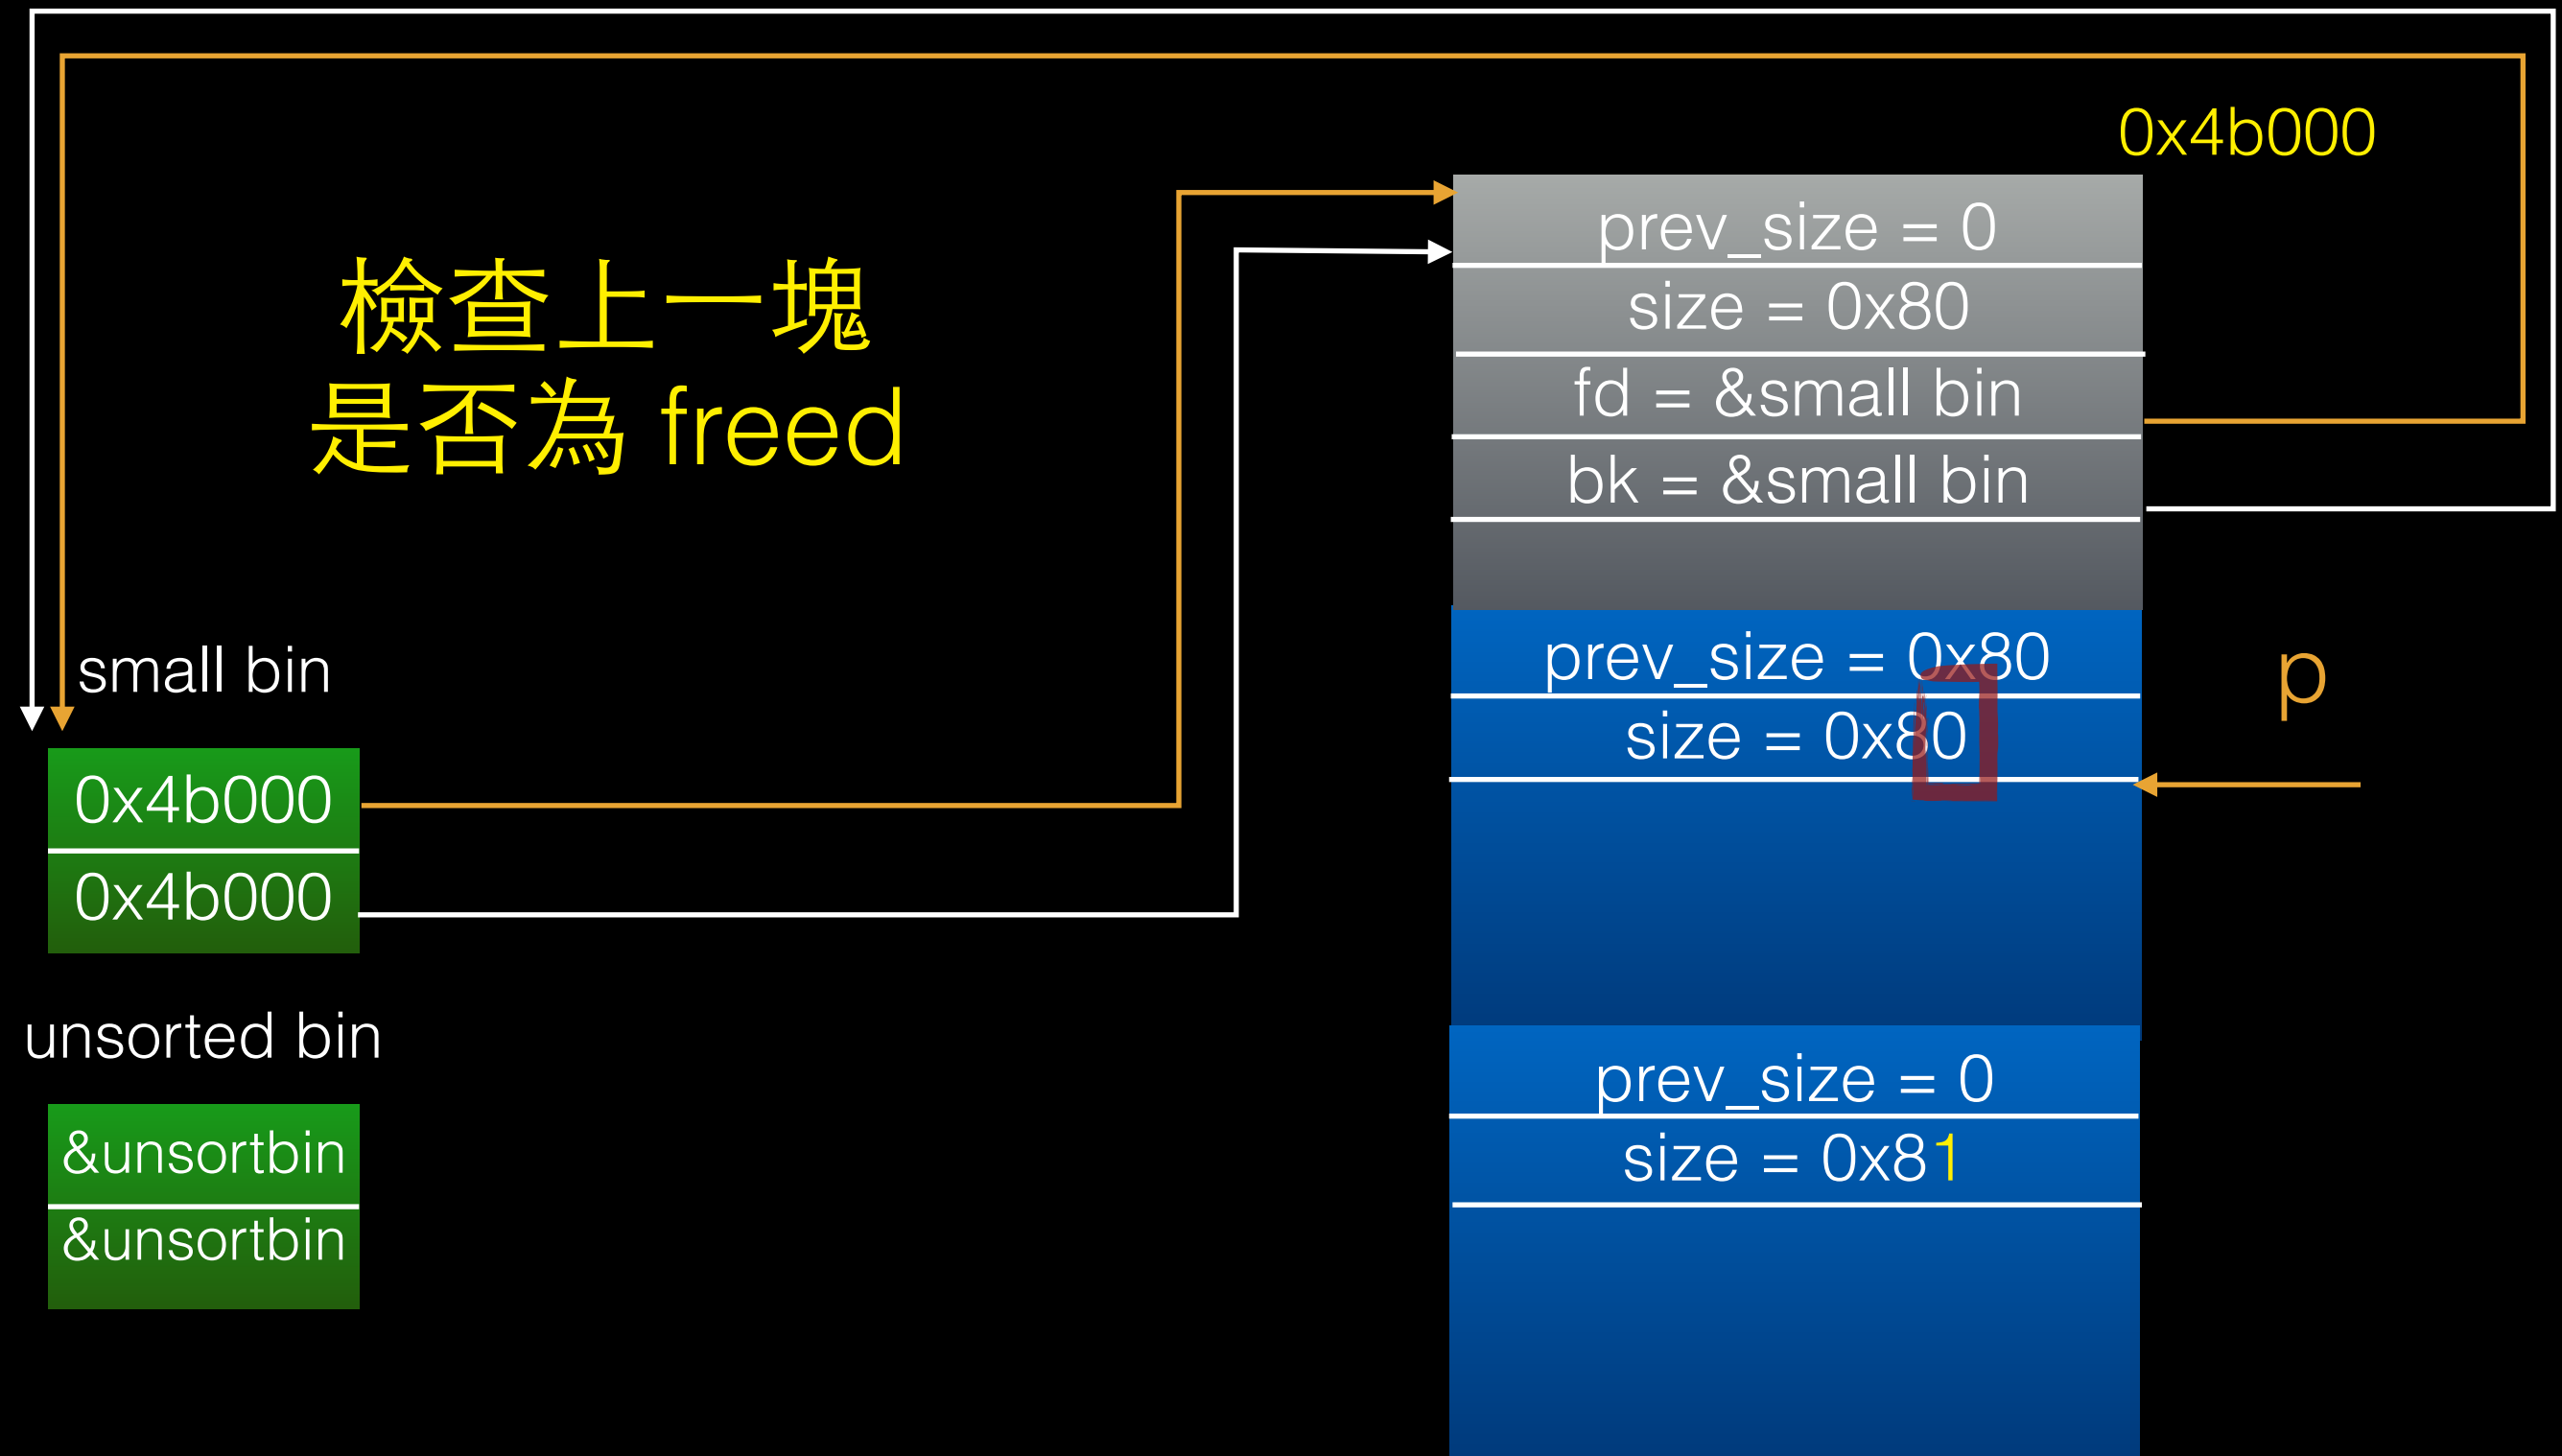 0x4b000
檢查上一塊
是否為 freed
prev_size = 0
size = 0x80
fd = &small bin
bk = &small bin
prev_size = 0x80
size = 0x80
p
small bin
0x4b000
0x4b000
unsorted bin
&unsortbin
&unsortbin
prev_size = 0
size = 0x81